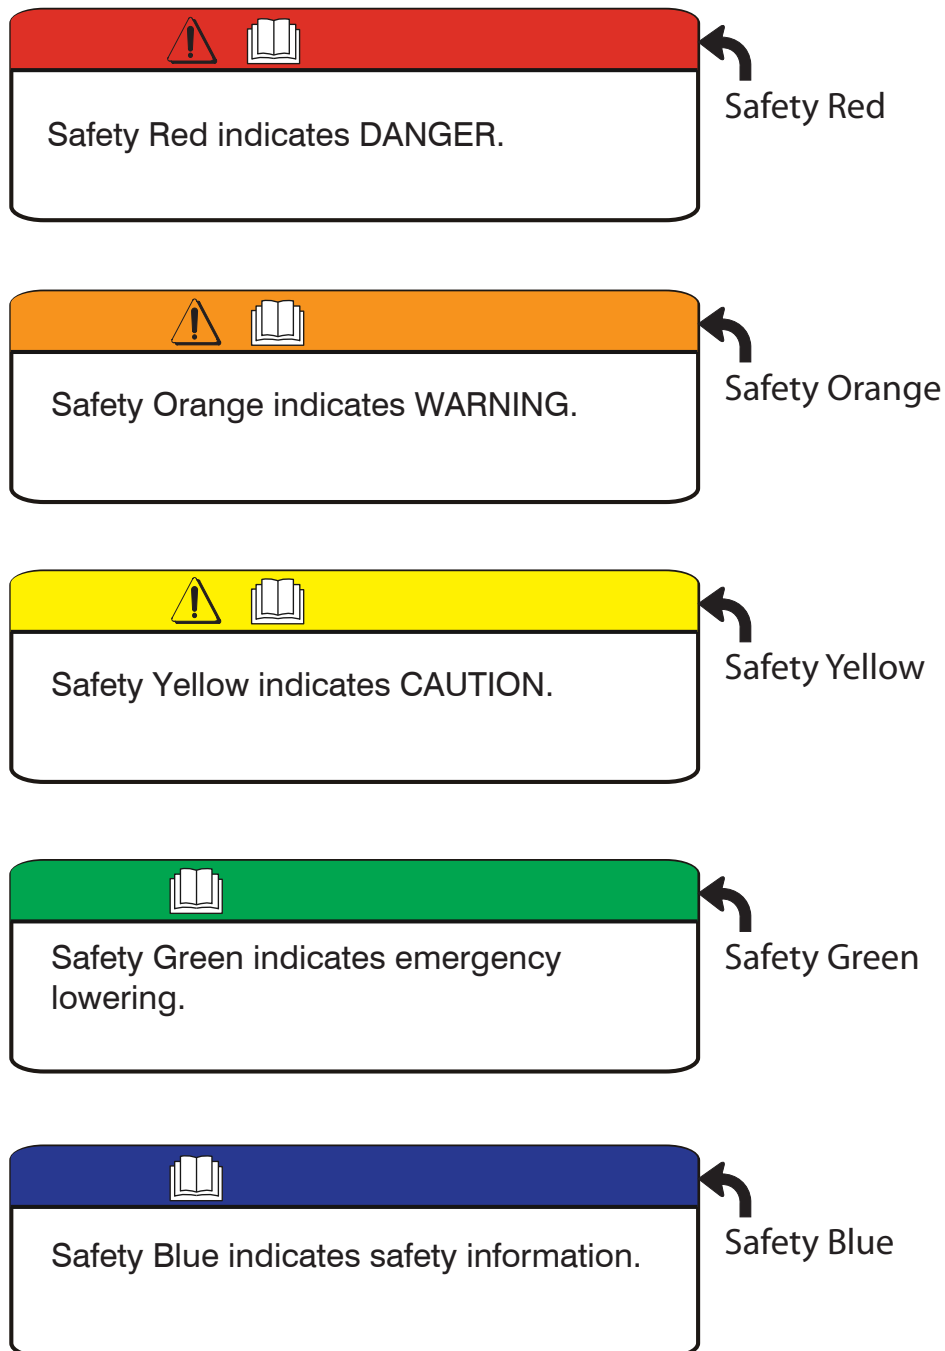 Safety Red
Safety Red indicates DANGER.
Safety Orange
Safety Orange indicates WARNING.
Safety Yellow
Safety Yellow indicates CAUTION.
Safety Green indicates emergency
lowering.
Safety Green
Safety Blue
Safety Blue indicates safety information.